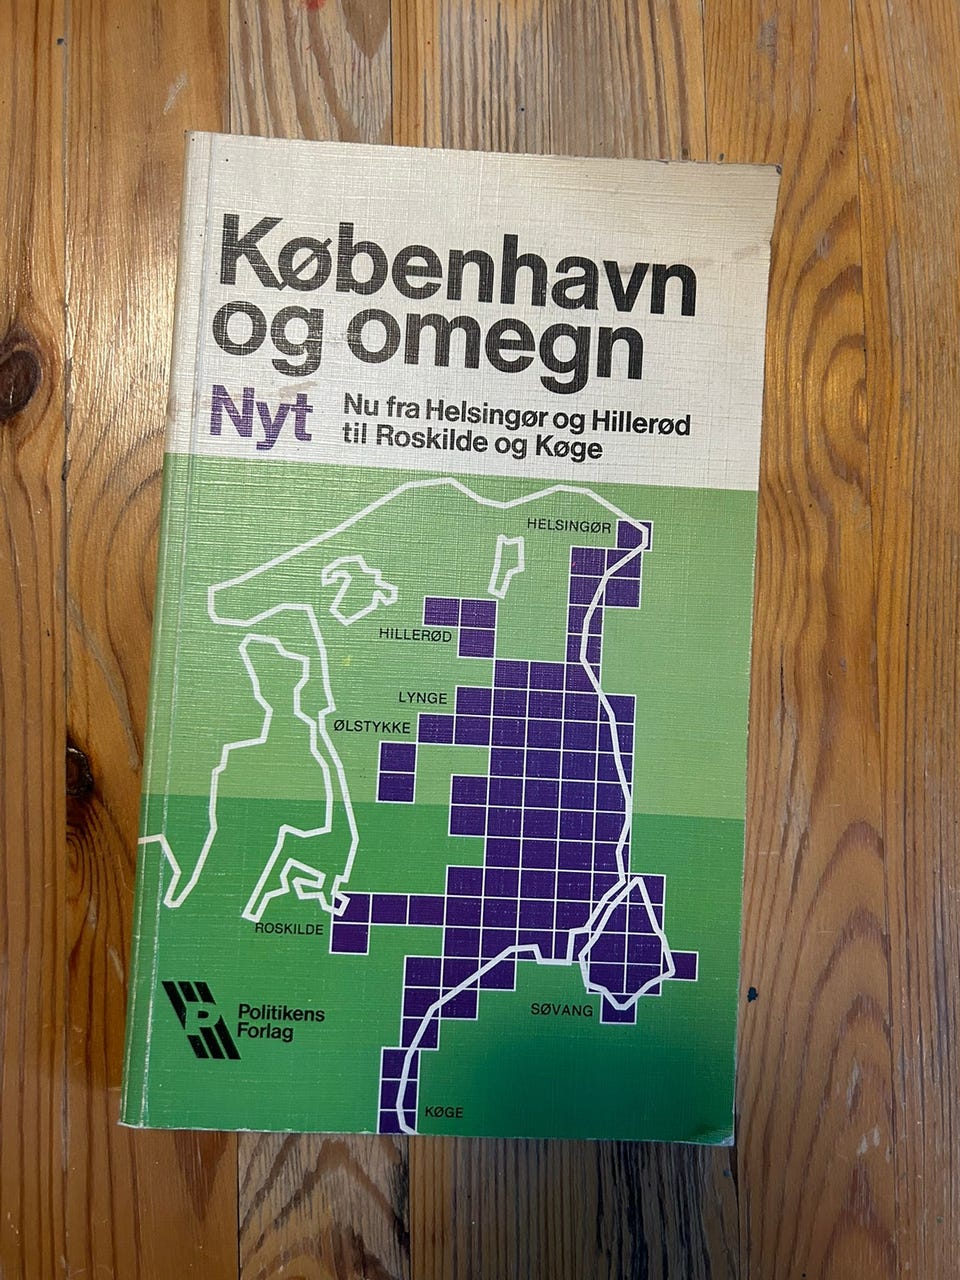 København
og omegn
Nyt
Nu fra Helsingør og Hillerød
til Roskilde og Køge
HELSINGØR
HILLERØD
LYNGE
ØLSTYKKE
ROSKILDE
SØVANG
P
Politikens
Forlag
KØGE